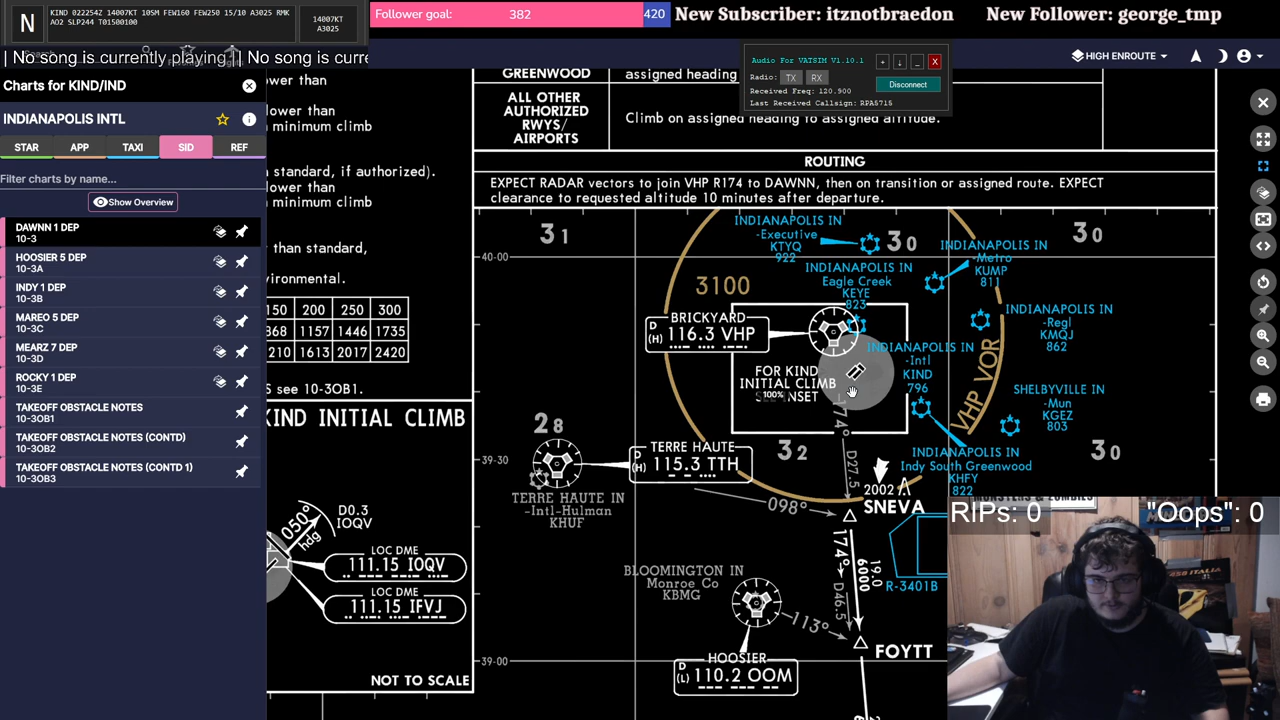 N
KIND 022254Z 14007KT 10SM FEW160 FEW250 15/10 A3025 RMK
AO2 SLP244 T01500100
14007KT
A3025
Follower goal:
382
420
New Subscriber: itznotbraedon
New Follower: george_tmp
Search
| No song is currently playing | No song is curre
HIGH ENROUTE
Audio For VATSIM V1.10.1
+
↓
_
X
Radio:
TX
RX
Disconnect
Received Freq: 120.900
Last Received Callsign: RPA5715
Charts for KIND/IND
INDIANAPOLIS INTL
STAR
APP
TAXI
SID
REF
Filter charts by name...
Show Overview
DAWNN 1 DEP
10-3
HOOSIER 5 DEP
10-3A
INDY 1 DEP
10-3B
MAREO 5 DEP
10-3C
MEARZ 7 DEP
10-3D
ROCKY 1 DEP
10-3E
TAKEOFF OBSTACLE NOTES
10-3OB1
TAKEOFF OBSTACLE NOTES (CONTD)
10-3OB2
TAKEOFF OBSTACLE NOTES (CONTD 1)
10-3OB3
wer than
lower than
minimum climb
standard, if authorized).
lower than
minimum climb
than standard,
vironmental.
150 200 250 300
868 1157 1446 1735
1210 1613 2017 2420
S see 10-3OB1.
KIND INITIAL CLIMB
050°
hdg
D0.3
IOQV
LOC DME
111.15 IOQV
LOC DME
111.15 IFVJ
NOT TO SCALE
GREENWOOD
assigned heading
ALL OTHER
AUTHORIZED
RWYS/
AIRPORTS
Climb on assigned heading to assigned altitude.
ROUTING
EXPECT RADAR vectors to join VHP R174 to DAWNN, then on transition or assigned route. EXPECT
clearance to requested altitude 10 minutes after departure.
31
30
30
40-00
INDIANAPOLIS IN
-Executive
KTYQ
922
INDIANAPOLIS IN
-Metro
KUMP
811
INDIANAPOLIS IN
Eagle Creek
KEYE
823
3100
BRICKYARD
D
(H)
116.3 VHP
INDIANAPOLIS IN
-Regl
KMQJ
862
INDIANAPOLIS IN
-Intl
KIND
796
VHP VOR
FOR KIND
INITIAL CLIMB
SEE INSET
100%
SHELBYVILLE IN
-Mun
KGEZ
803
28
174°
TERRE HAUTE
D
(H)
115.3 TTH
32
30
39-30
D27.5
INDIANAPOLIS IN
Indy South Greenwood
KHFY
822
2002
TERRE HAUTE IN
-Intl-Hulman
KHUF
098°
SNEVA
174°
6000
19.0
D46.5
R-3401B
BLOOMINGTON IN
Monroe Co
KBMG
113°
FOYTT
39-00
HOOSIER
D
(L)
110.2 OOM
RIPs: 0
"Oops": 0